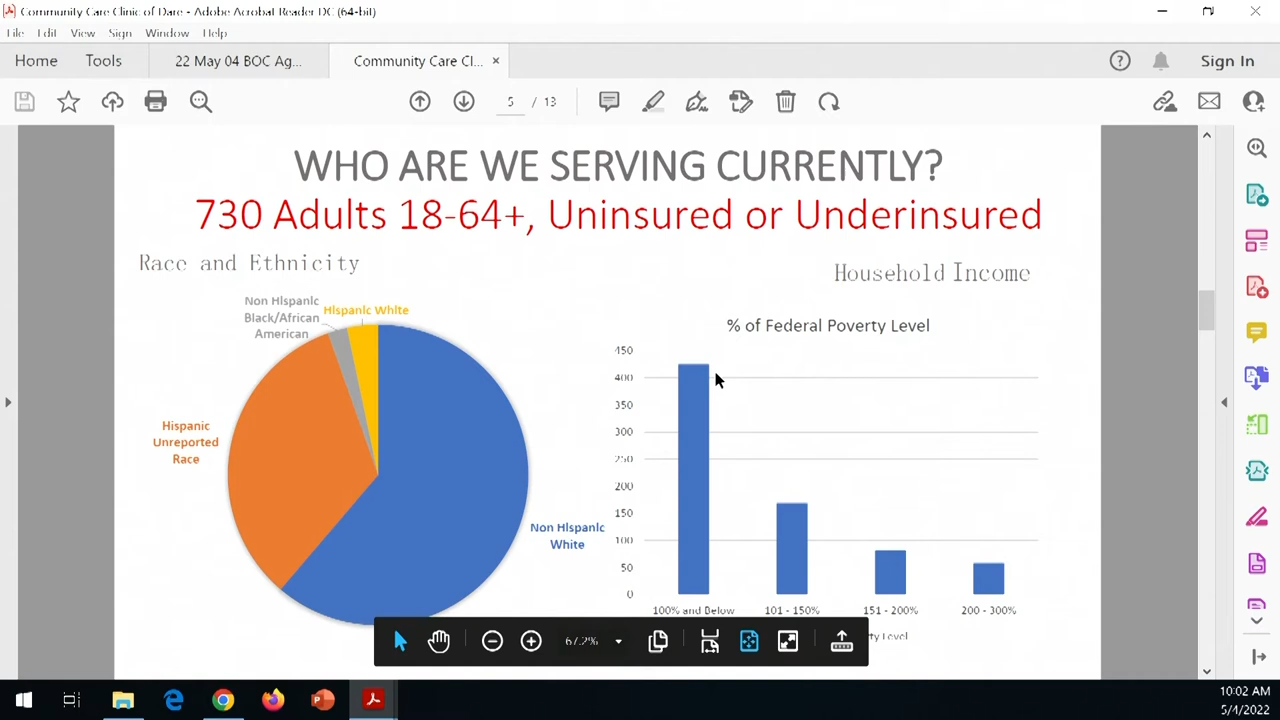 Community Care Clinic of Dare - Adobe Acrobat Reader DC (64-bit)
File Edit View Sign Window Help
Home Tools 22 May 04 BOC Ag... Community Care Cl... ×
Sign In
5 / 13
WHO ARE WE SERVING CURRENTLY?
730 Adults 18-64+, Uninsured or Underinsured
Race and Ethnicity
Non Hispanic
Black/African
American
Hispanic White
Hispanic
Unreported
Race
Non Hispanic
White
Household Income
% of Federal Poverty Level
450
400
350
300
250
200
150
100
50
0
100% and Below 101 - 150% 151 - 200% 200 - 300%
rty Level
67.2%
10:02 AM
5/4/2022